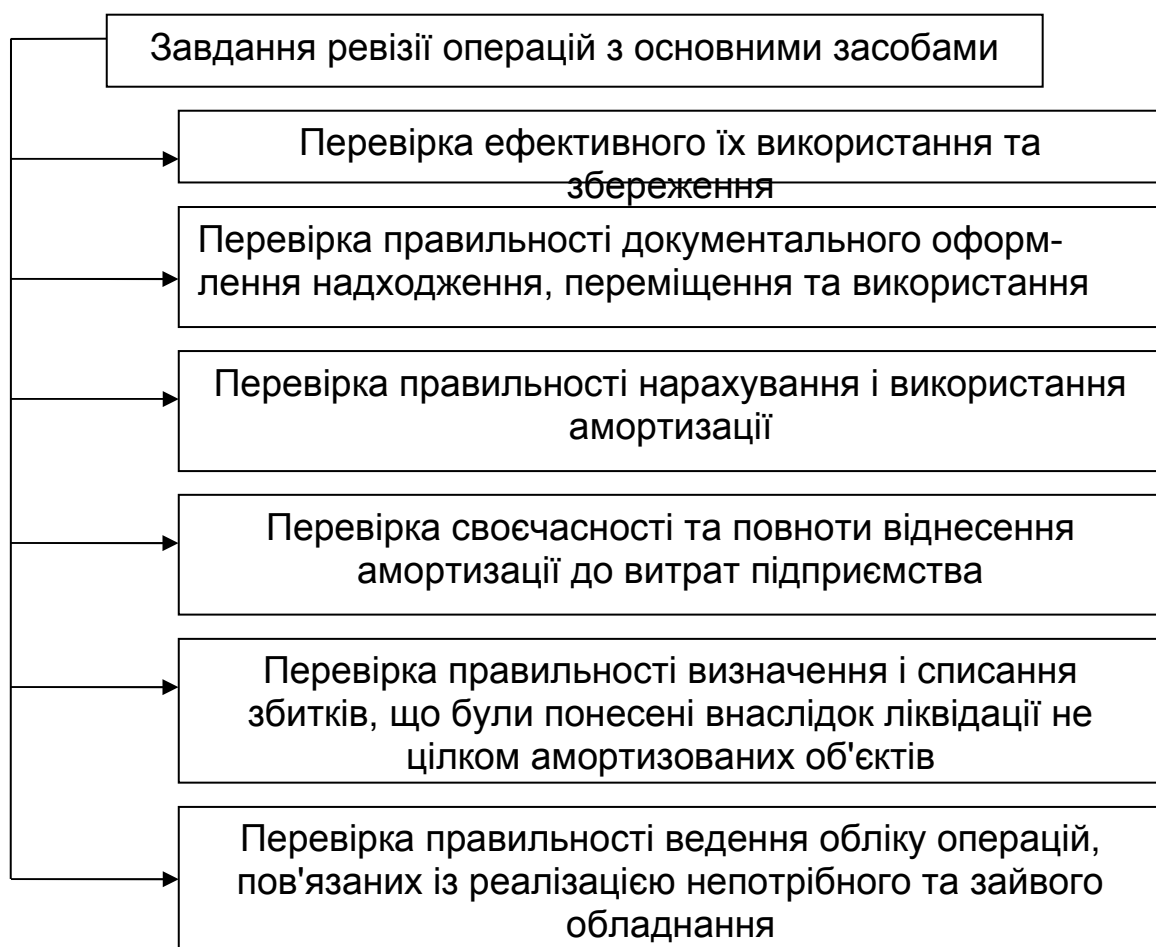 Завдання ревізії операцій з основними засобами
Перевірка ефективного їх використання та
збереження
Перевірка правильності документального оформ-
лення надходження, переміщення та використання
Перевірка правильності нарахування і використання
амортизації
Перевірка своєчасності та повноти віднесення
амортизації до витрат підприємства
Перевірка правильності визначення і списання
збитків, що були понесені внаслідок ліквідації не
цілком амортизованих об'єктів
Перевірка правильності ведення обліку операцій,
пов'язаних із реалізацією непотрібного та зайвого
обладнання